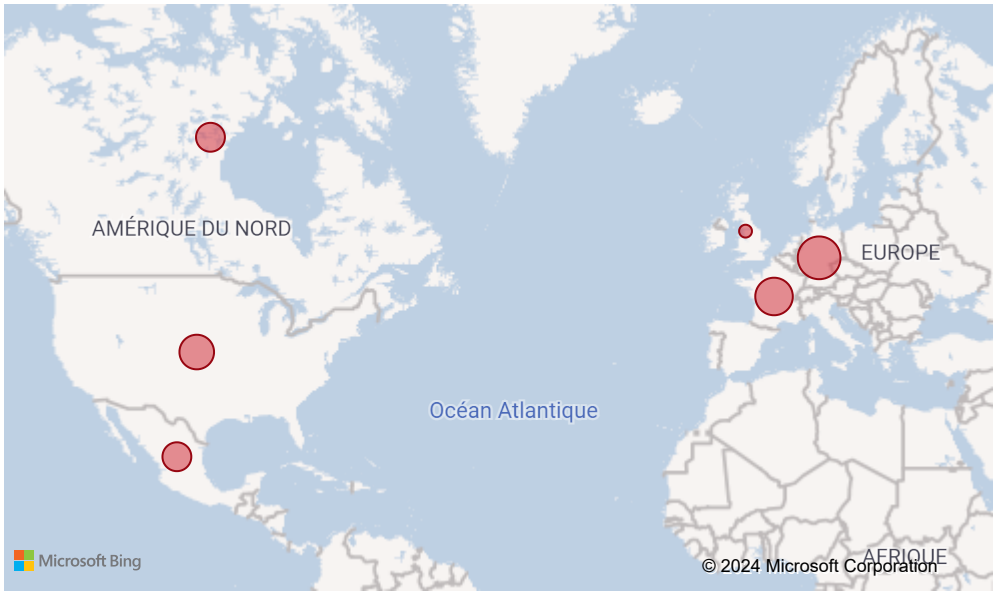 AMÉRIQUE DU NORD
EUROPE
Océan Atlantique
AFRIQUE
Microsoft Bing
© 2024 Microsoft Corporation